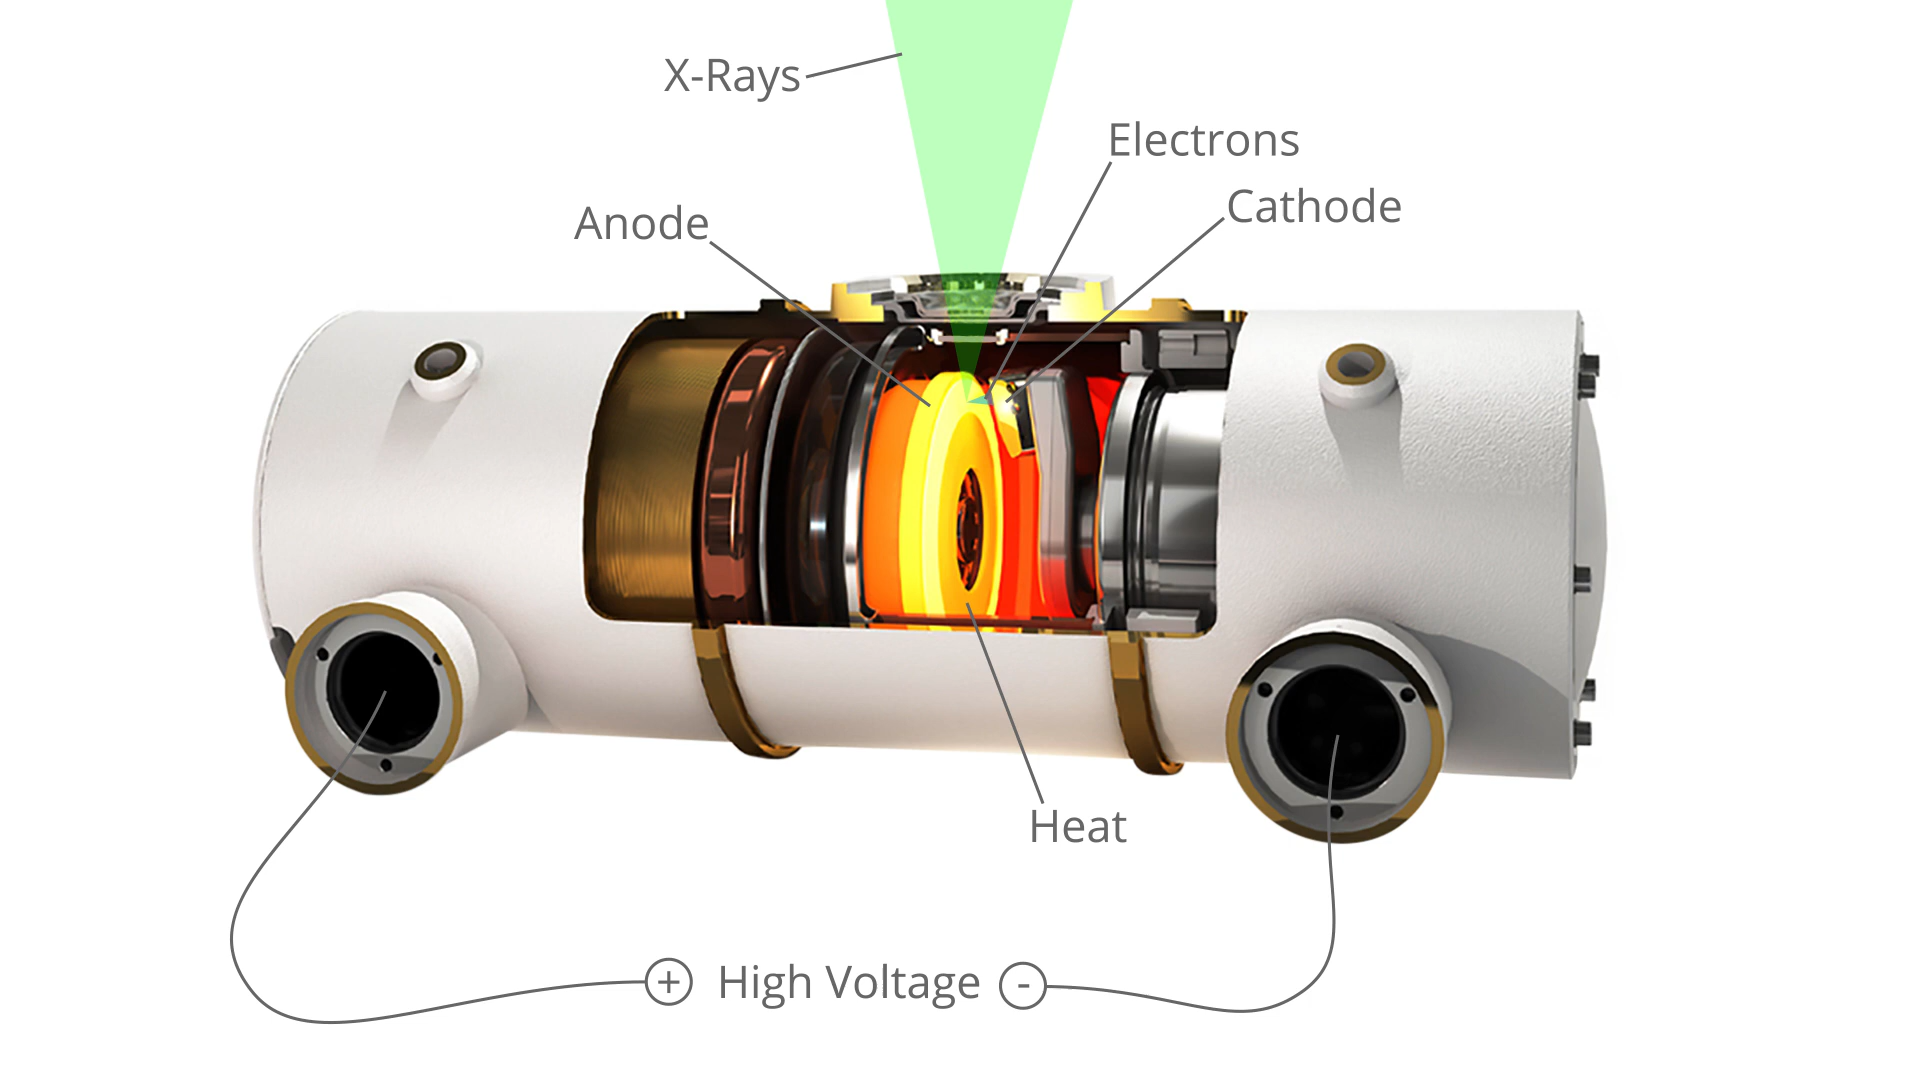 X-Rays
Electrons
Cathode
Anode
Heat
+ High Voltage -